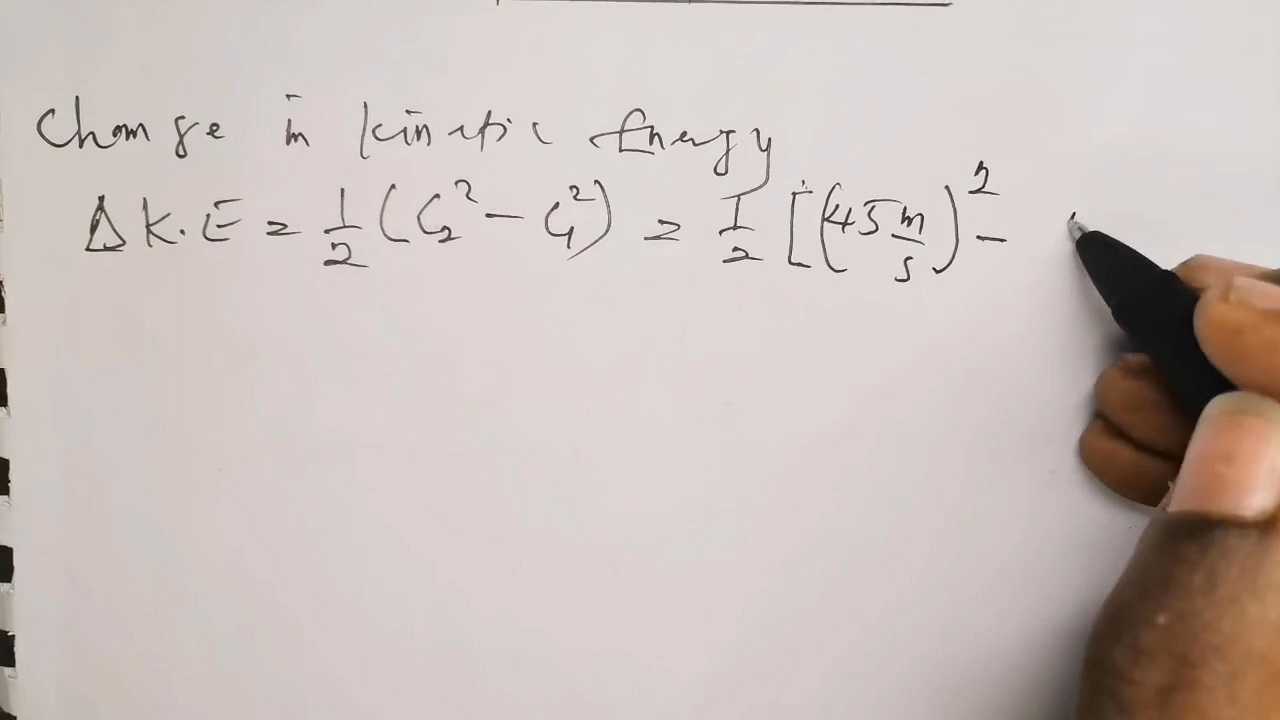 Change in kinetic Energy
ΔK.E = 1/2 (C₂² - C₁²) = 1/2 [(45 m/s)² -